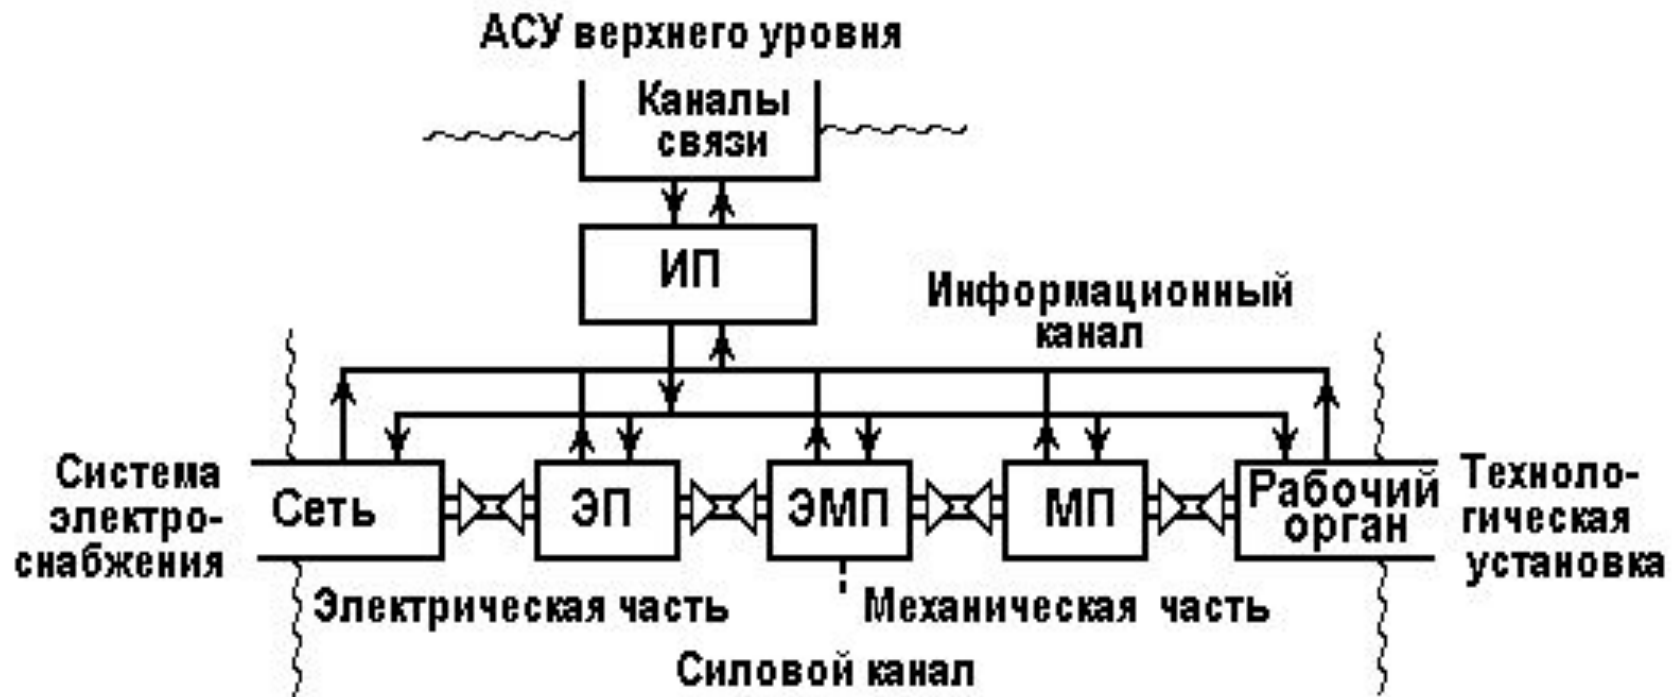 АСУ верхнего уровня
Каналы
связи
ИП
Информационный
канал
Система
электро-
снабжения
Сеть
ЭП
ЭМП
МП
Рабочий
орган
Техноло-
гическая
установка
Электрическая часть
Механическая часть
Силовой канал